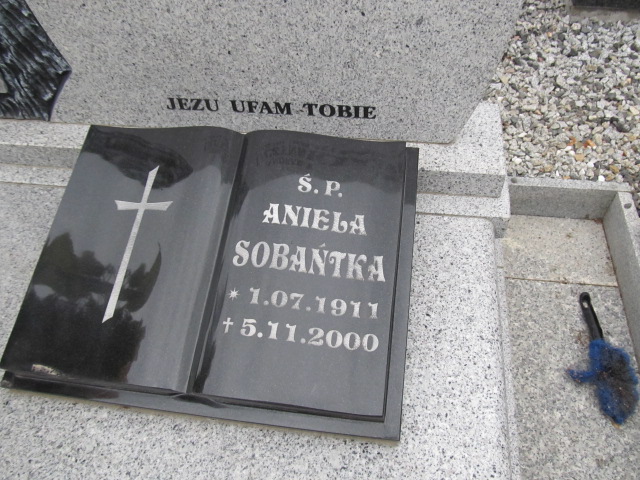 JEZU UFAM TOBIE
Ś.P.
ANIELA
SOBAŃTKA
* 1.07.1911
† 5.11.2000